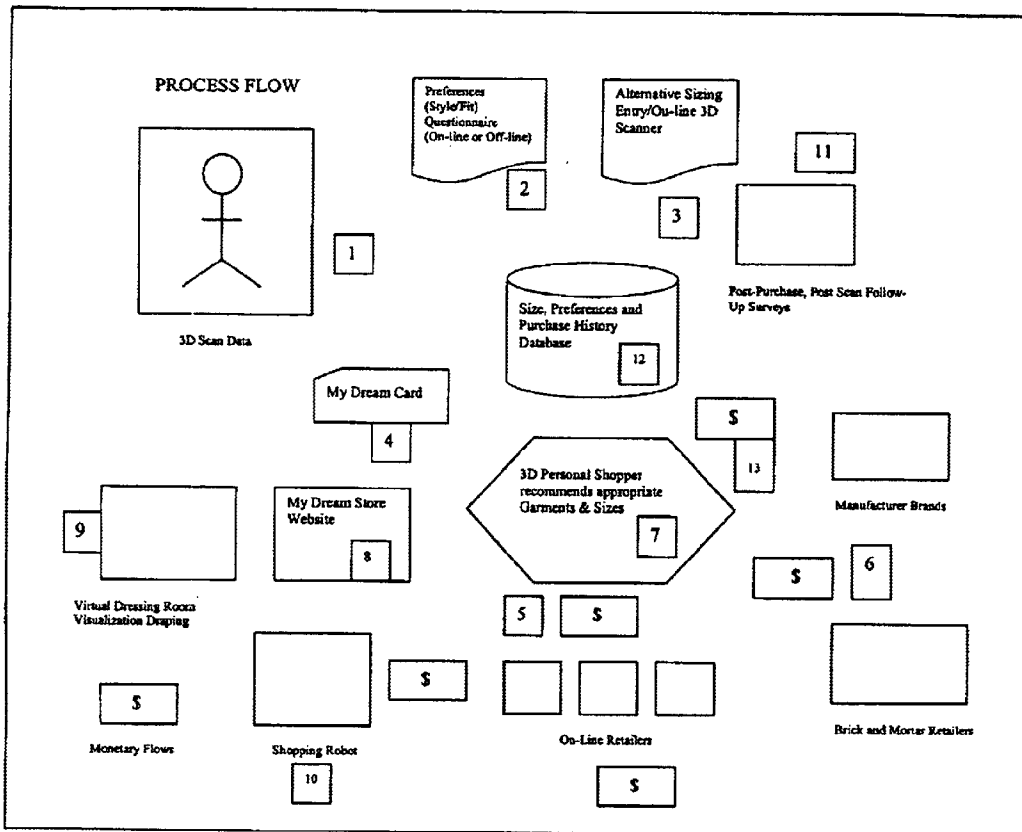 PROCESS FLOW
Preferences
(Style/Fit)
Questionnaire
(On-line or Off-line)
2
Alternative Sizing
Entry/Ou-line 3D
Scanner
3
11
1
3D Scan Data
Post-Purchase, Post Scan Follow-
Up Surveys
Size, Preferences and
Purchase History
Database
12
My Dream Card
4
$
13
Manufacturer Brands
3D Personal Shopper
recommends appropriate
Garments & Sizes
7
My Dream Store
Website
8
9
Virtual Dressing Room
Visualization Draping
$
6
5
$
Brick and Mortar Retailers
$
Monetary Flows
Shopping Robot
10
$
On-Line Retailers
$